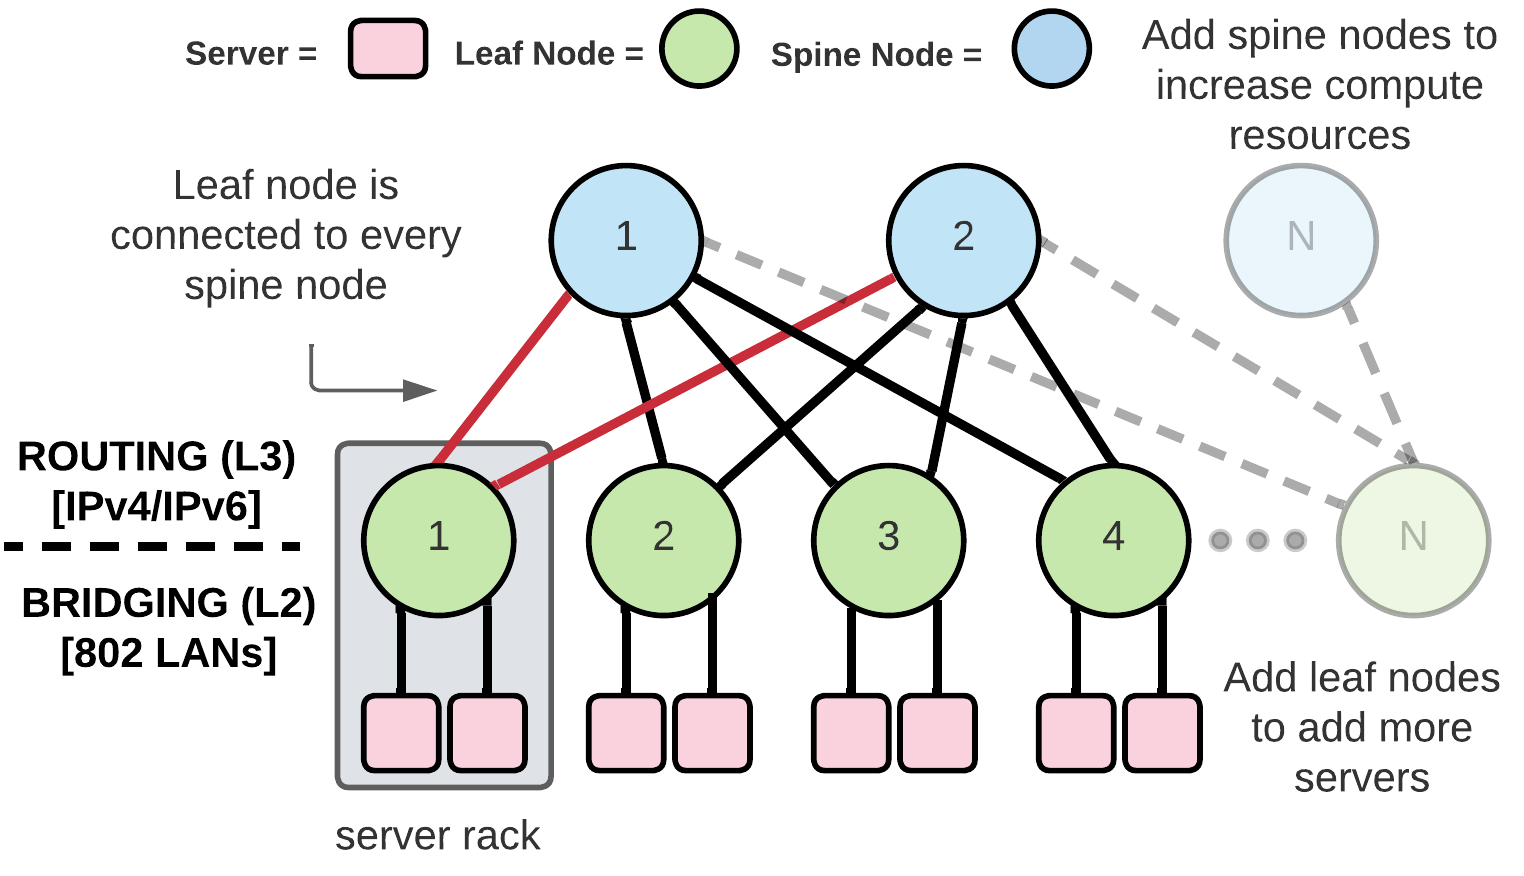 Server =
Leaf Node =
Spine Node =
Add spine nodes to
increase compute
resources
Leaf node is
connected to every
spine node
1
2
N
ROUTING (L3)
[IPv4/IPv6]
BRIDGING (L2)
[802 LANs]
1
2
3
4
N
Add leaf nodes
to add more
servers
server rack